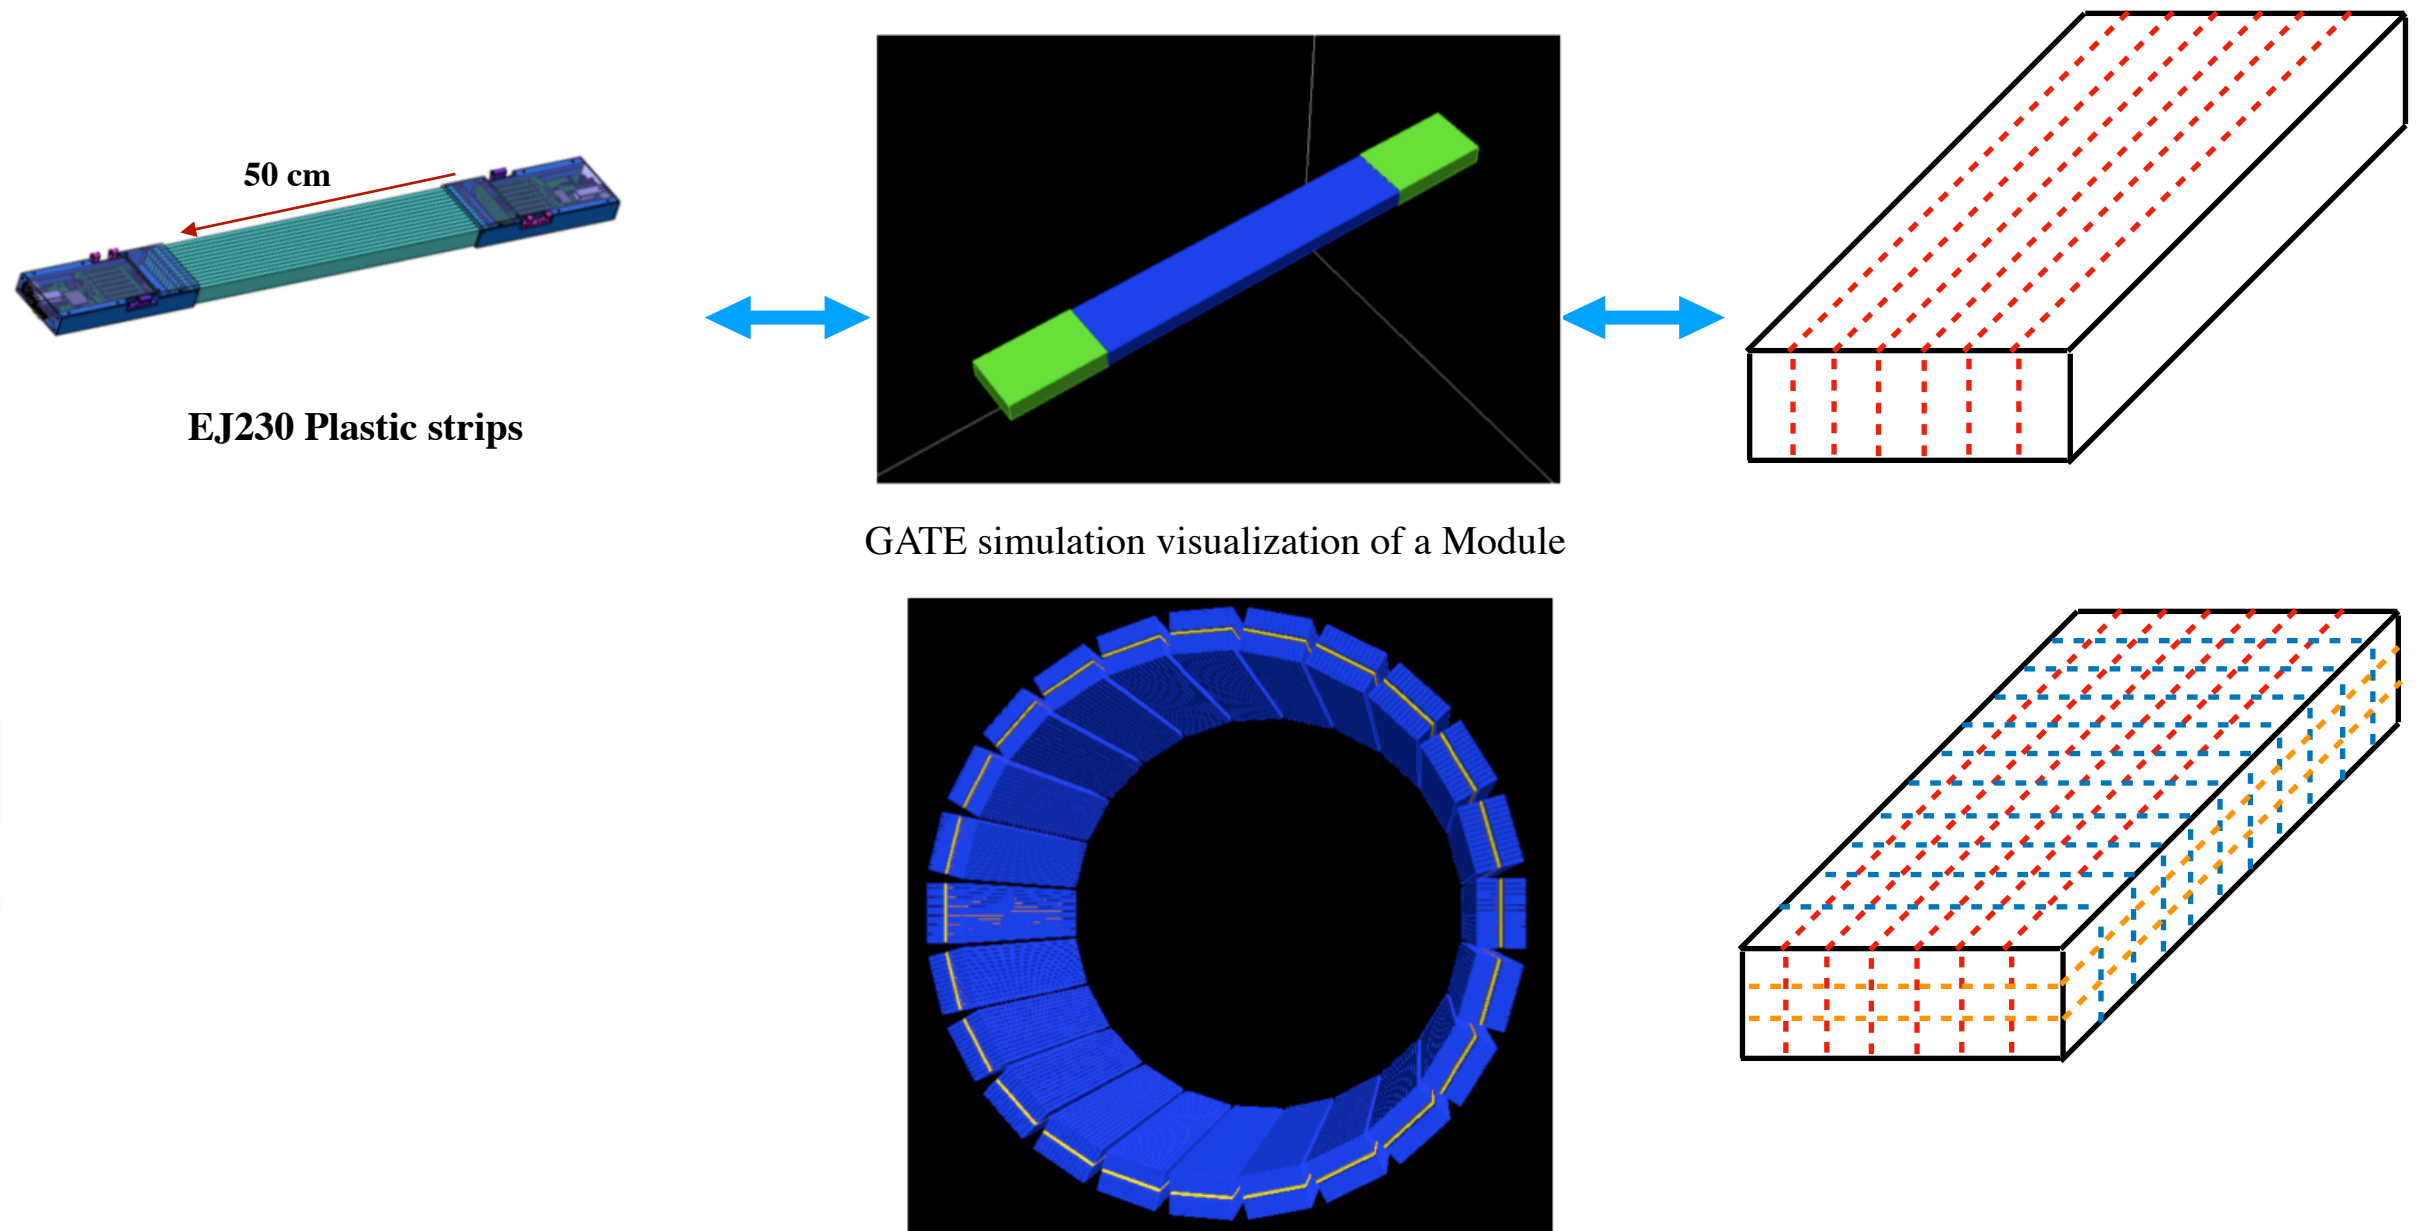 50 cm
EJ230 Plastic strips
GATE simulation visualization of a Module